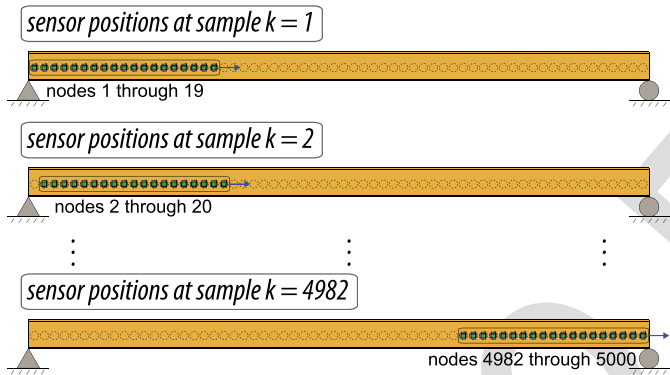 sensor positions at sample k = 1
nodes 1 through 19
sensor positions at sample k = 2
nodes 2 through 20
sensor positions at sample k = 4982
nodes 4982 through 5000